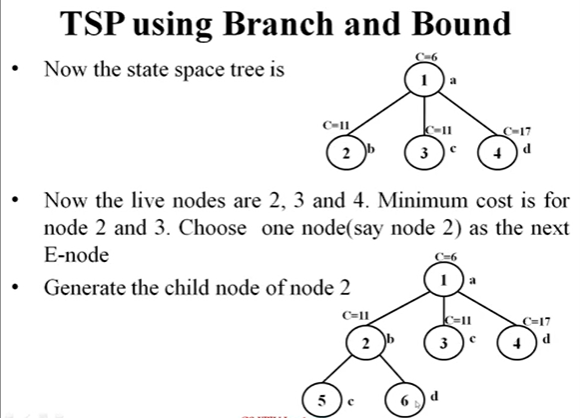 TSP using Branch and Bound
• Now the state space tree is
C=6
1 a
C=11 C=11 C=17
2 b 3 c 4 d
• Now the live nodes are 2, 3 and 4. Minimum cost is for
node 2 and 3. Choose one node(say node 2) as the next
E-node
• Generate the child node of node 2
C=6
1 a
C=11 C=11 C=17
2 b 3 c 4 d
5 c 6 d